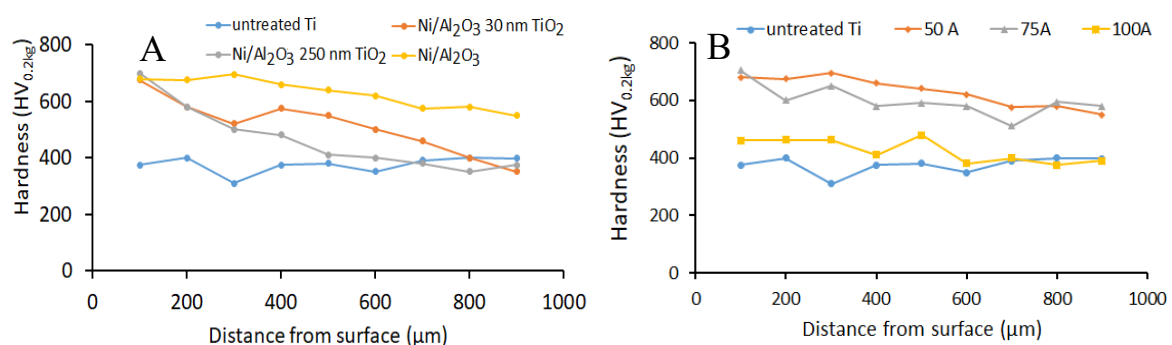 A
untreated Ti
Ni/Al₂O₃ 30 nm TiO₂
Ni/Al₂O₃ 250 nm TiO₂
Ni/Al₂O₃
Hardness (HV₀.₂kg)
800
600
400
200
0
0 200 400 600 800 1000
Distance from surface (µm)
B
untreated Ti 50 A 75A 100A
Hardness (HV₀.₂kg)
800
600
400
200
0
0 200 400 600 800 1000
Distance from surface (µm)